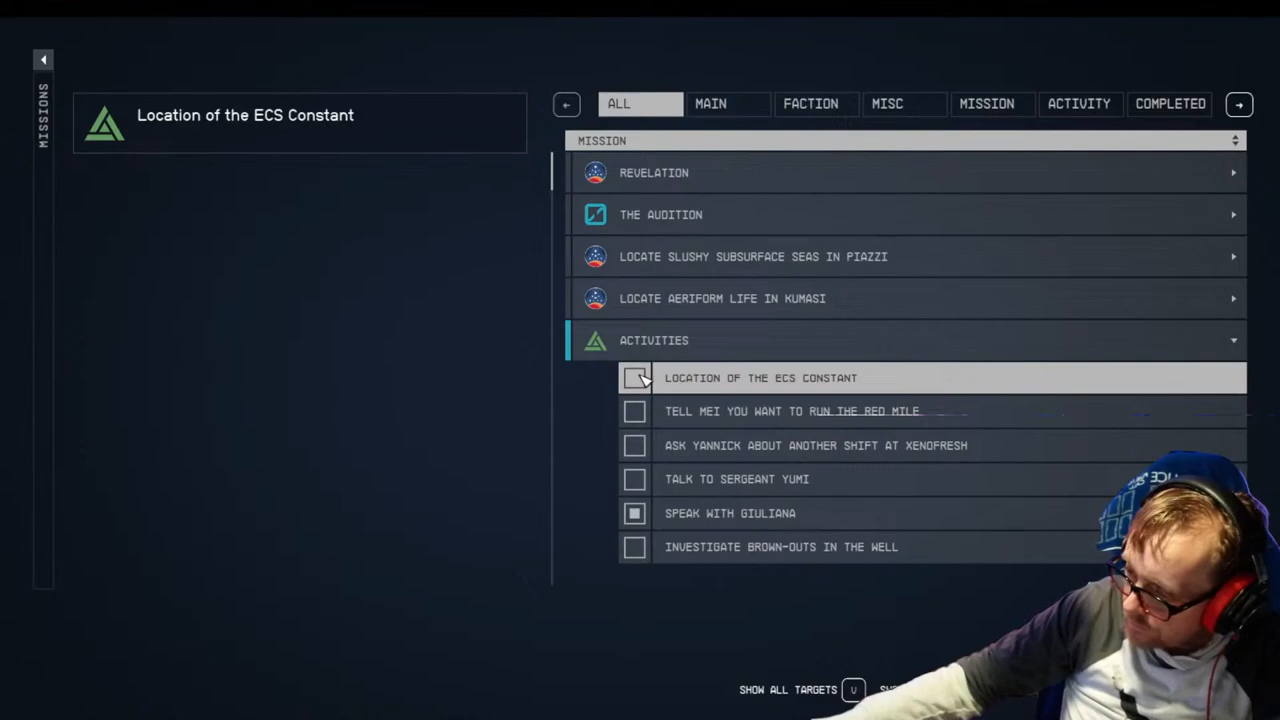 MISSIONS
Location of the ECS Constant
ALL
MAIN
FACTION
MISC
MISSION
ACTIVITY
COMPLETED
MISSION
REVELATION
THE AUDITION
LOCATE SLUSHY SUBSURFACE SEAS IN PIAZZI
LOCATE AERIFORM LIFE IN KUMASI
ACTIVITIES
LOCATION OF THE ECS CONSTANT
TELL MEI YOU WANT TO RUN THE RED MILE
ASK YANNICK ABOUT ANOTHER SHIFT AT XENOFRESH
TALK TO SERGEANT YUMI
SPEAK WITH GIULIANA
INVESTIGATE BROWN-OUTS IN THE WELL
SHOW ALL TARGETS